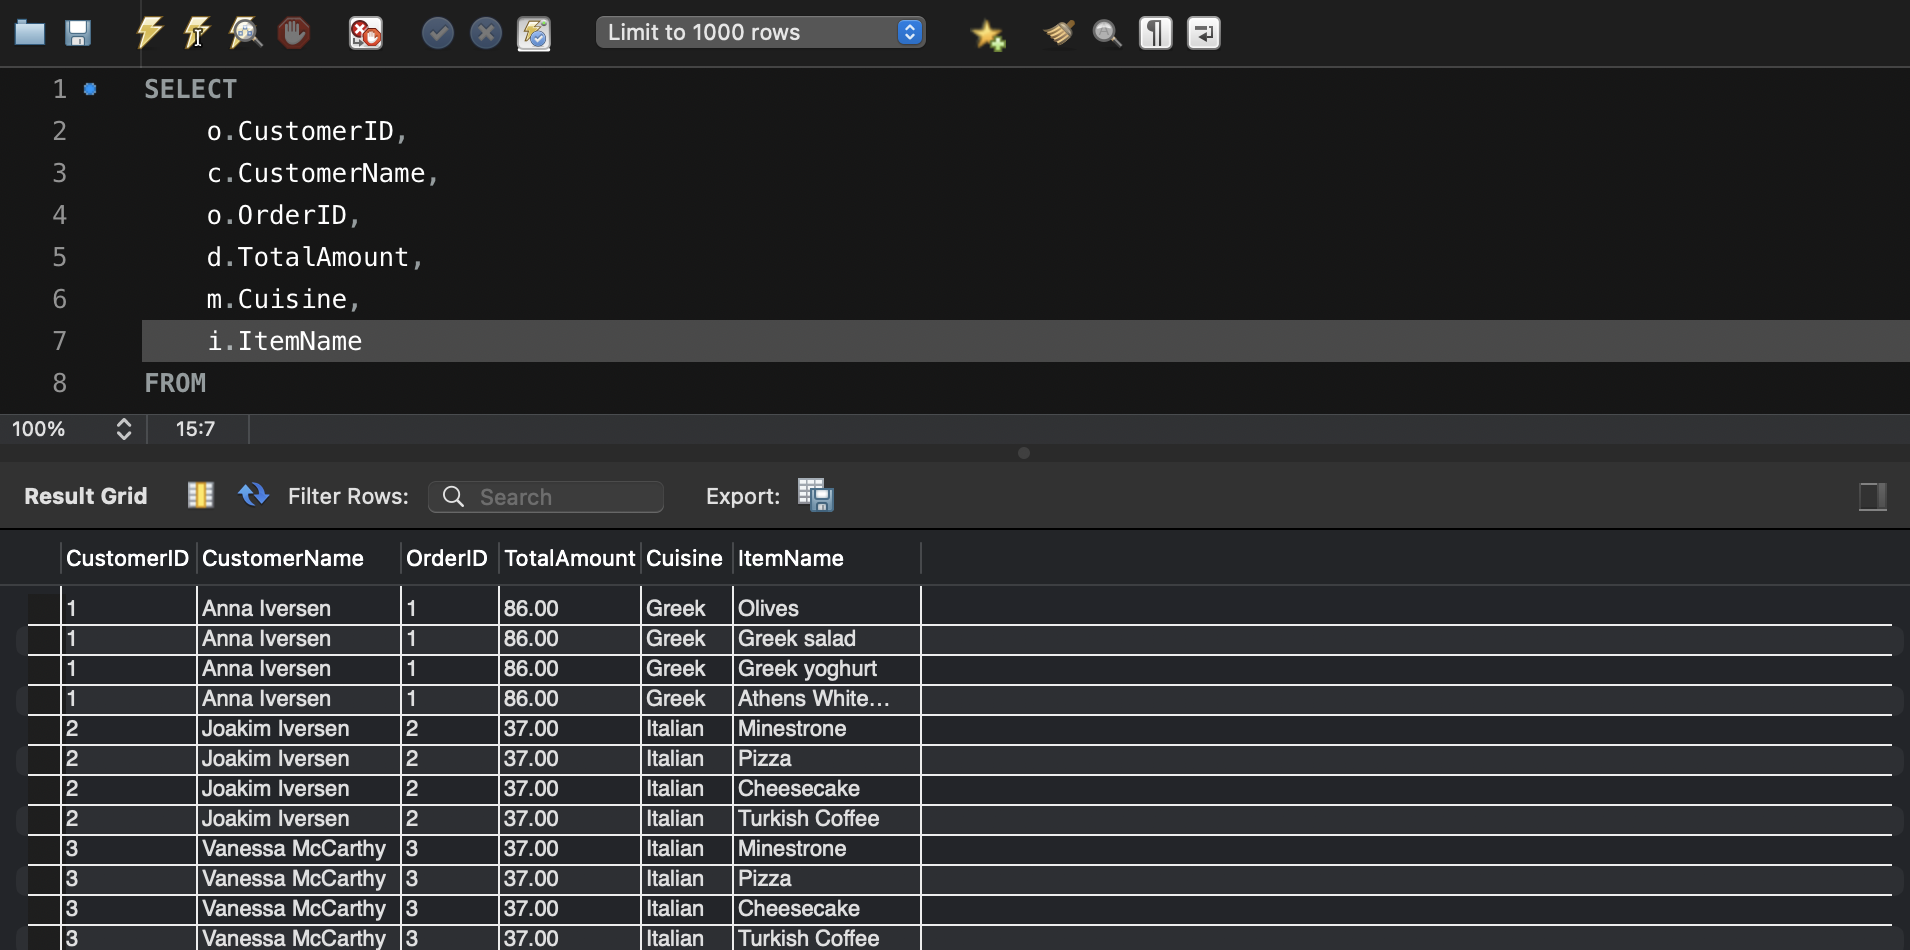 Limit to 1000 rows
1 SELECT
2 o.CustomerID,
3 c.CustomerName,
4 o.OrderID,
5 d.TotalAmount,
6 m.Cuisine,
7 i.ItemName
8 FROM
100% 15:7
Result Grid Filter Rows: Search Export:
CustomerID CustomerName OrderID TotalAmount Cuisine ItemName
1 Anna Iversen 1 86.00 Greek Olives
1 Anna Iversen 1 86.00 Greek Greek salad
1 Anna Iversen 1 86.00 Greek Greek yoghurt
1 Anna Iversen 1 86.00 Greek Athens White...
2 Joakim Iversen 2 37.00 Italian Minestrone
2 Joakim Iversen 2 37.00 Italian Pizza
2 Joakim Iversen 2 37.00 Italian Cheesecake
2 Joakim Iversen 2 37.00 Italian Turkish Coffee
3 Vanessa McCarthy 3 37.00 Italian Minestrone
3 Vanessa McCarthy 3 37.00 Italian Pizza
3 Vanessa McCarthy 3 37.00 Italian Cheesecake
3 Vanessa McCarthy 3 37.00 Italian Turkish Coffee